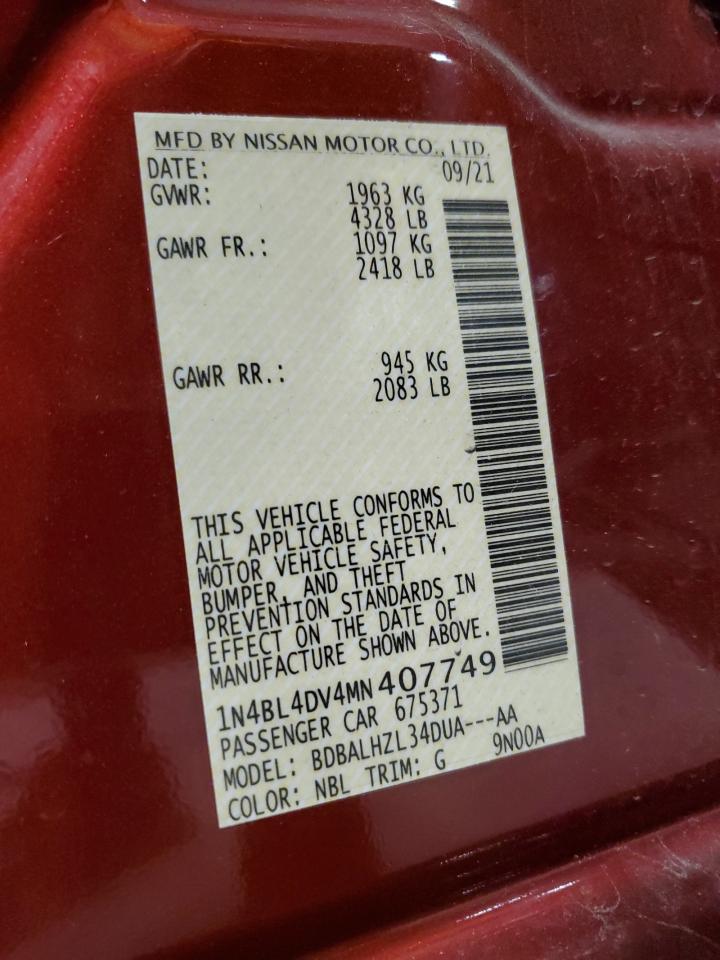 MFD BY NISSAN MOTOR CO., LTD.
DATE: 09/21
GVWR: 1963 KG
4328 LB
GAWR FR.: 1097 KG
2418 LB
GAWR RR.: 945 KG
2083 LB
THIS VEHICLE CONFORMS TO
ALL APPLICABLE FEDERAL
MOTOR VEHICLE SAFETY,
BUMPER, AND THEFT
PREVENTION STANDARDS IN
EFFECT ON THE DATE OF
MANUFACTURE SHOWN ABOVE.
1N4BL4DV4MN407749
PASSENGER CAR 675371
MODEL: BDBALHZL34DUA---AA
COLOR: NBL TRIM: G 9N00A